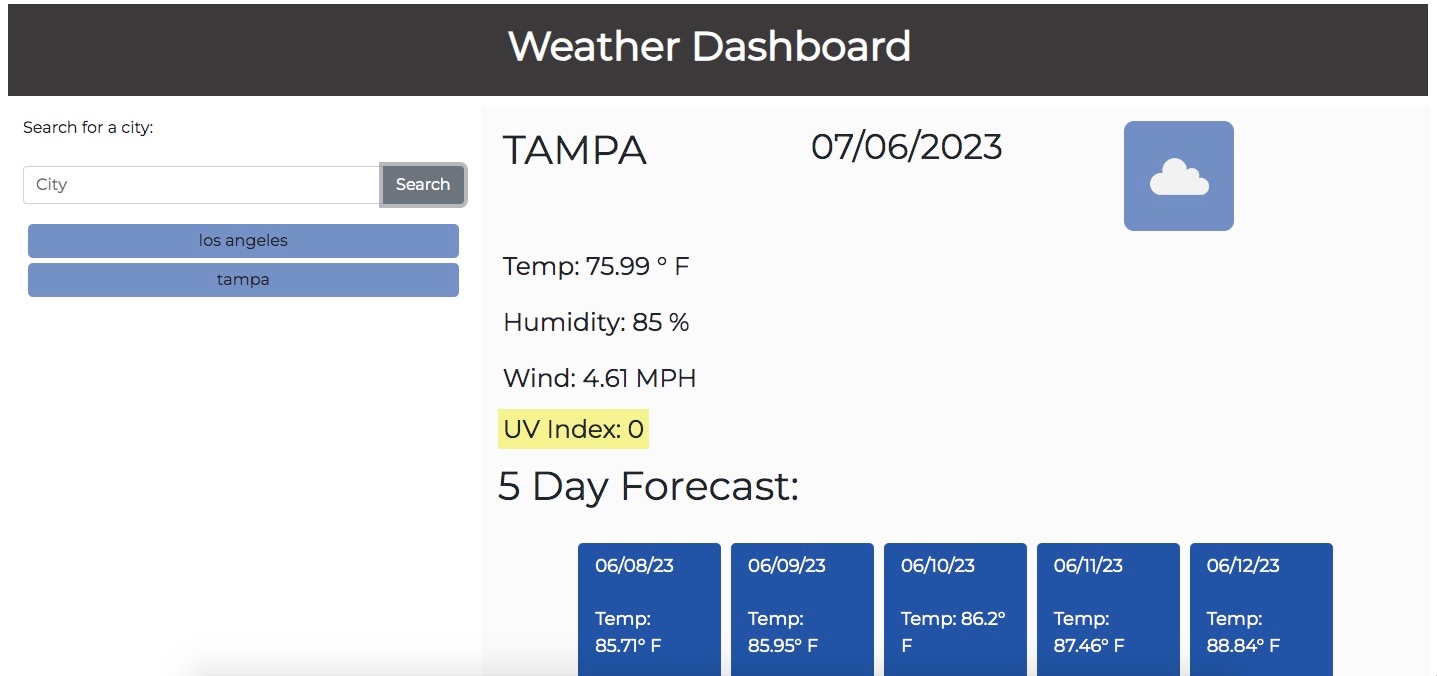 Weather Dashboard
Search for a city:
City
Search
los angeles
tampa
TAMPA
07/06/2023
Temp: 75.99 ° F
Humidity: 85 %
Wind: 4.61 MPH
UV Index: 0
5 Day Forecast:
06/08/23
Temp:
85.71° F
06/09/23
Temp:
85.95° F
06/10/23
Temp: 86.2°
F
06/11/23
Temp:
87.46° F
06/12/23
Temp:
88.84° F